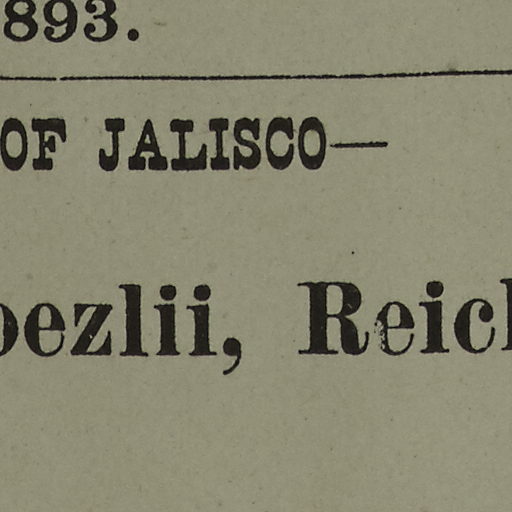 893.
OF JALISCO—
oezlii, Reich